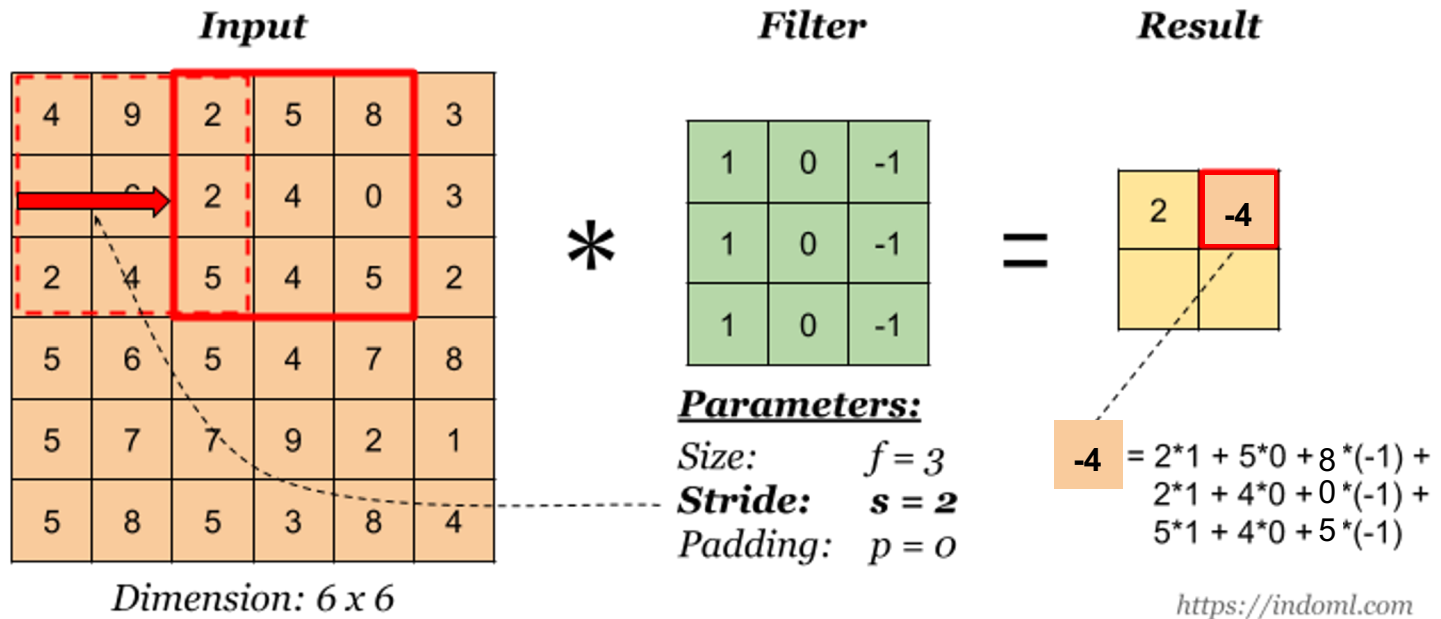 Input Filter Result
4 9 2 5 8 3
6 2 4 0 3
2 4 5 4 5 2
5 6 5 4 7 8
5 7 7 9 2 1
5 8 5 3 8 4
Dimension: 6 x 6
*
1 0 -1
1 0 -1
1 0 -1
Parameters:
Size: f = 3
Stride: s = 2
Padding: p = 0
=
2 -4
-4 = 2*1 + 5*0 + 8*(-1) +
2*1 + 4*0 + 0*(-1) +
5*1 + 4*0 + 5*(-1)
https://indoml.com